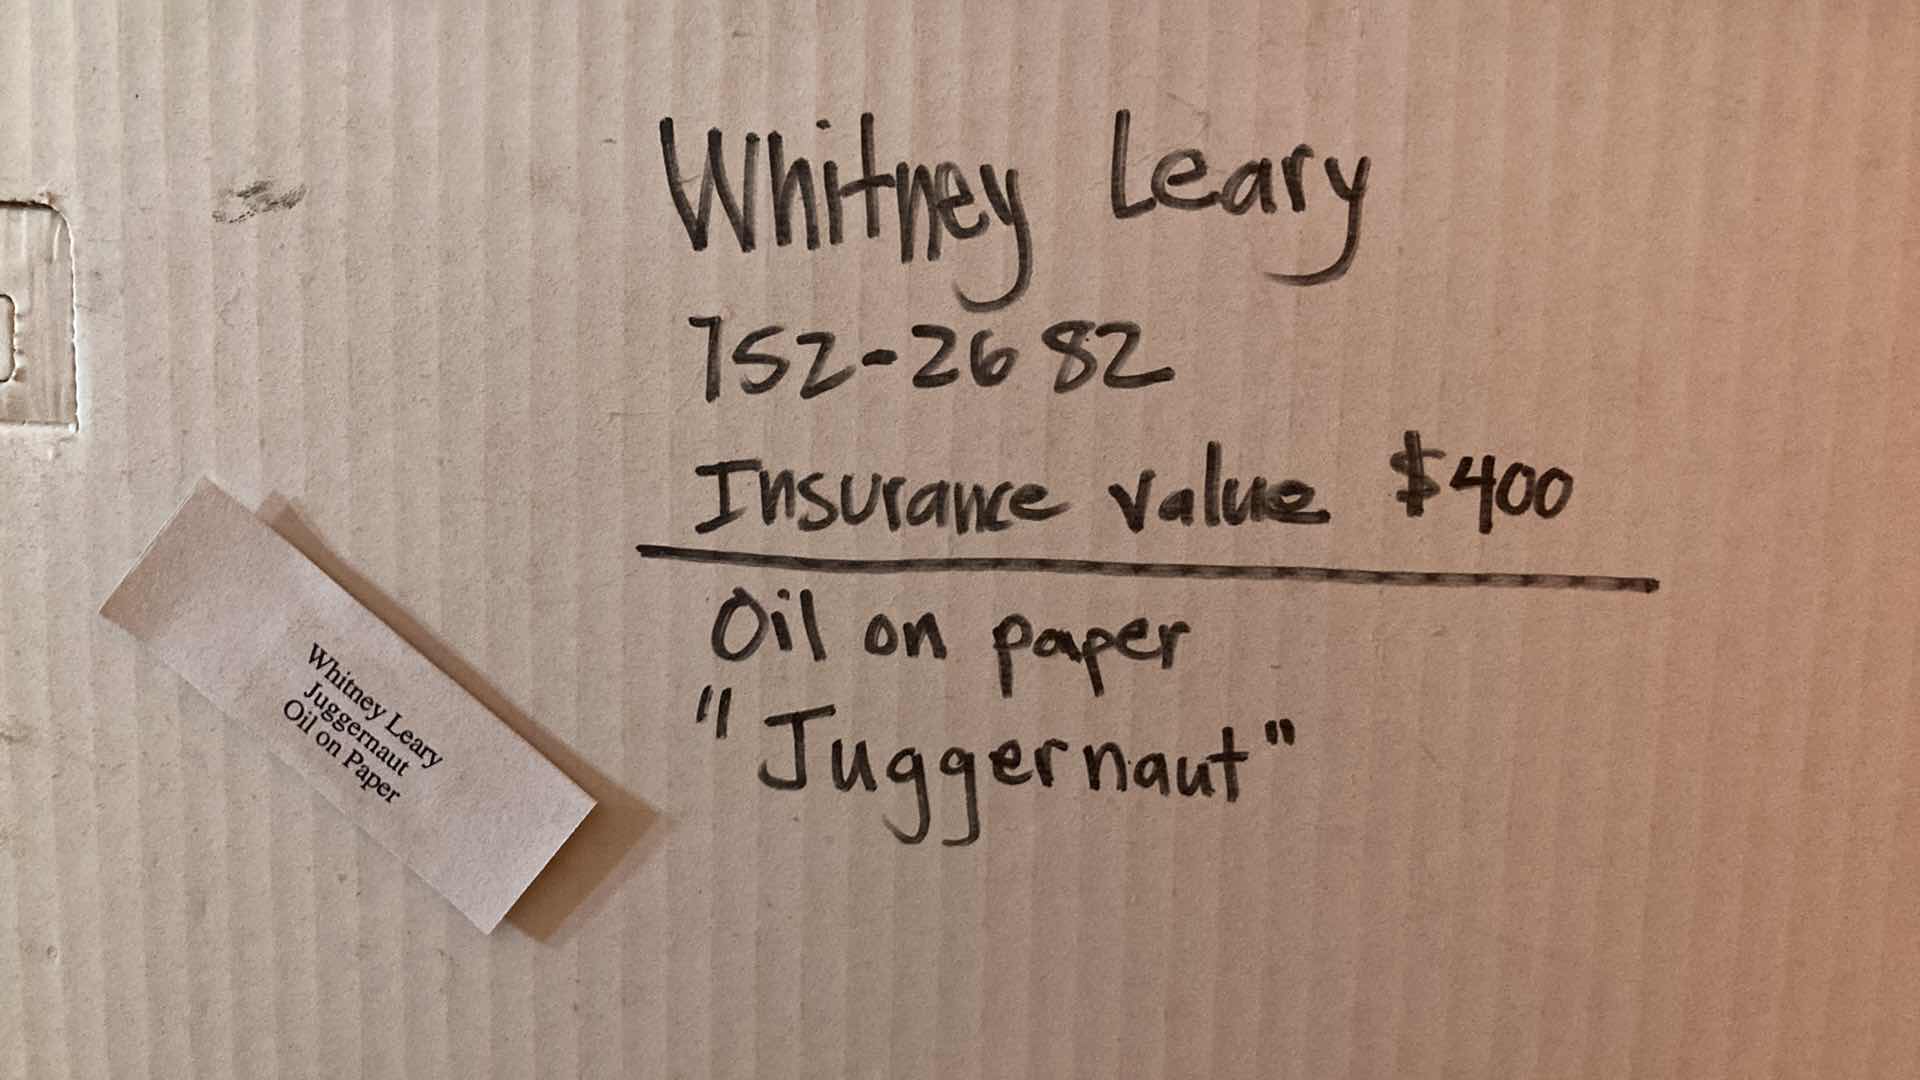 Whitney Leary
752-2682
Insurance value $400
Oil on paper
"Juggernaut"
Whitney Leary
Juggernaut
Oil on Paper